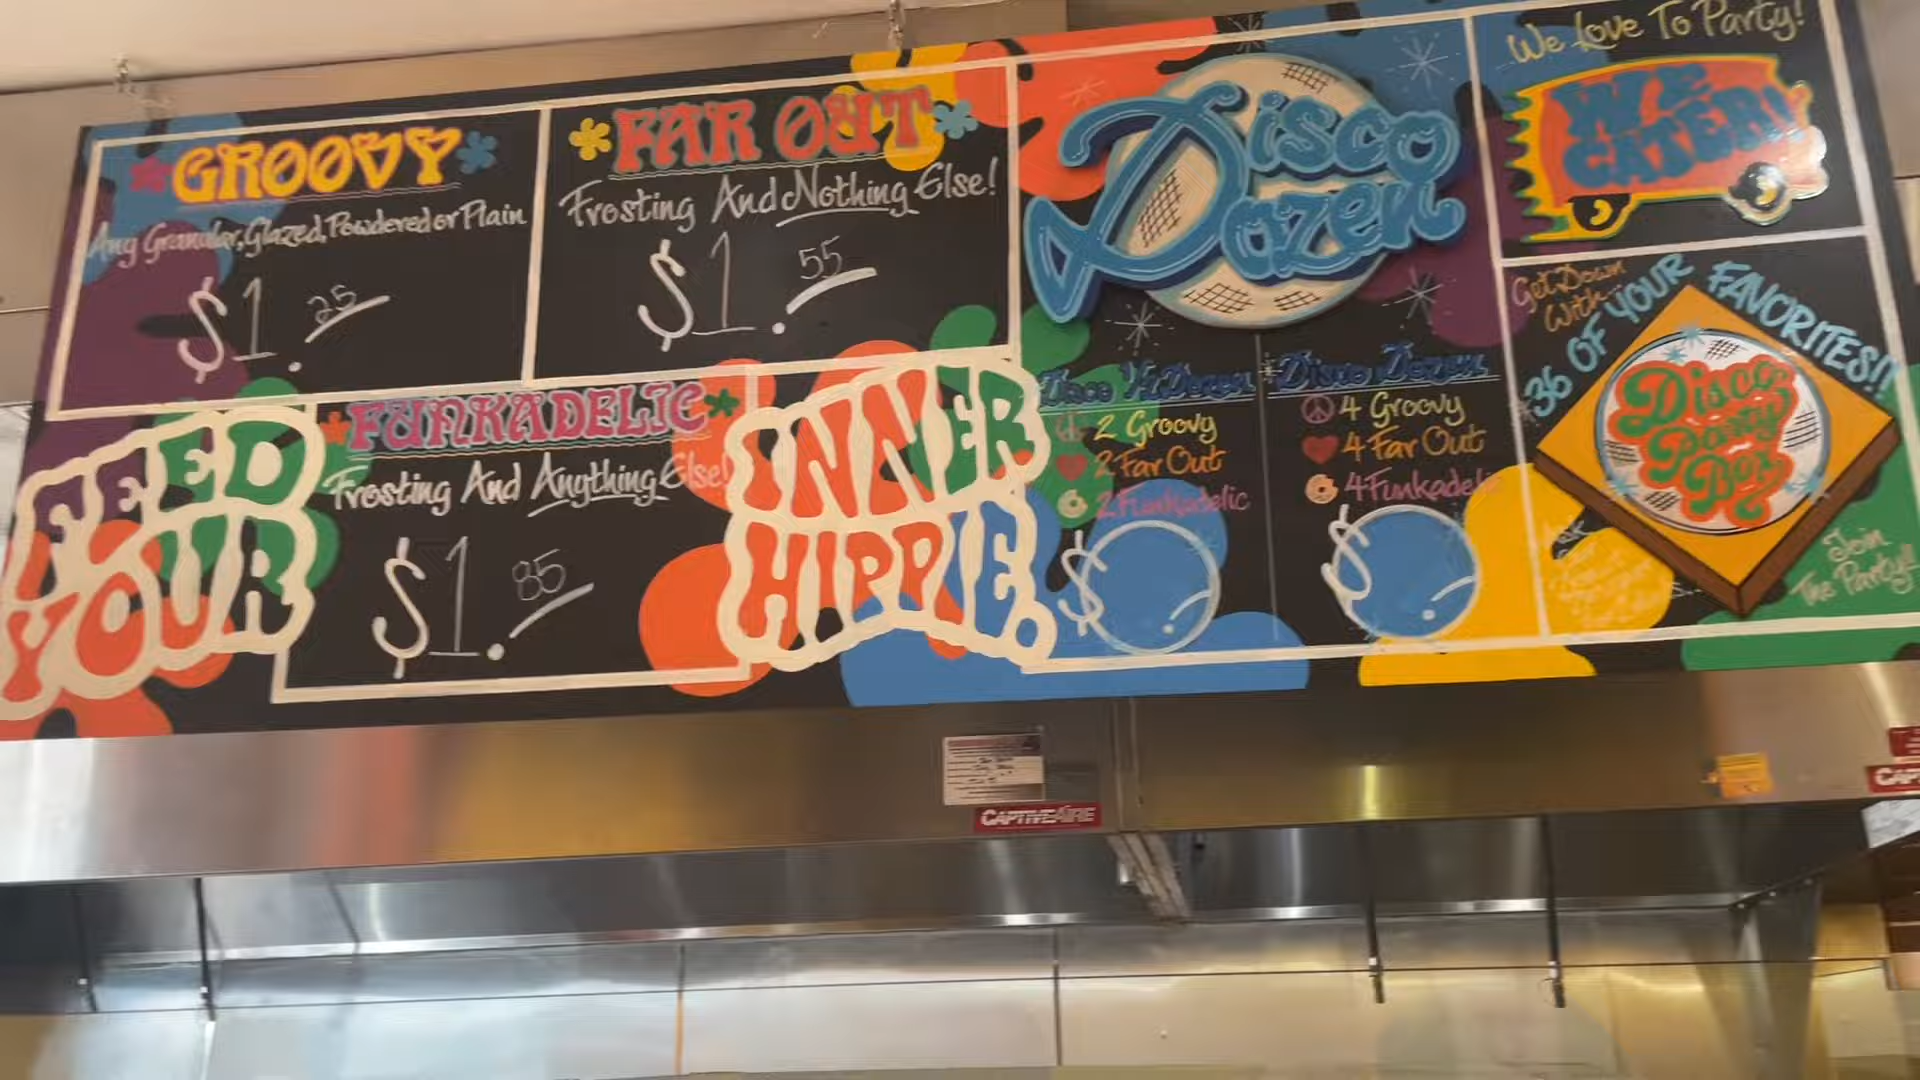 GROOVY
Any Granular, Glazed, Powdered or Plain
$1.25
FAR OUT
Frosting And Nothing Else!
$1.55
FEED
YOUR
INNER
HIPPIE.
FUNKADELIC
Frosting And Anything Else!
$1.85
Disco
Dozen
Disco 1/2 Dozen
2 Groovy
2 Far Out
2 Funkadelic
$
Disco Dozen
4 Groovy
4 Far Out
4 Funkadelic
$
We Love To Party!
WE
CATER!
Get Down
With...
36 OF YOUR FAVORITES!!
Disco
Party
Box
Join
The Party!!
CAPTIVEAIRE